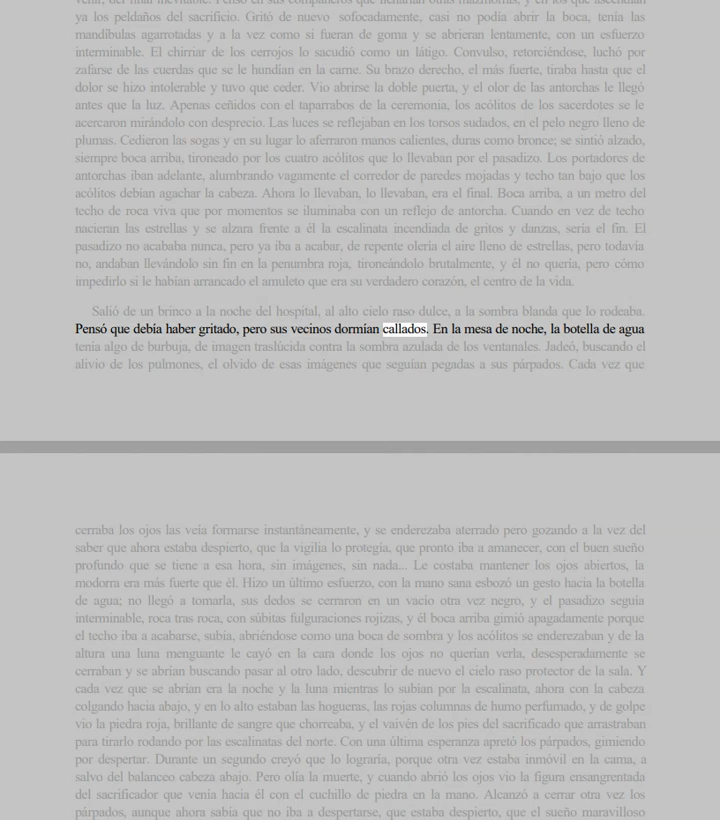 venir, del final inevitable. Pensó en sus compañeros que llenarían otras mazmorras, y en los que ascendían
ya los peldaños del sacrificio. Gritó de nuevo sofocadamente, casi no podía abrir la boca, tenía las
mandíbulas agarrotadas y a la vez como si fueran de goma y se abrieran lentamente, con un esfuerzo
interminable. El chirriar de los cerrojos lo sacudió como un látigo. Convulso, retorciéndose, luchó por
zafarse de las cuerdas que se le hundían en la carne. Su brazo derecho, el más fuerte, tiraba hasta que el
dolor se hizo intolerable y tuvo que ceder. Vio abrirse la doble puerta, y el olor de las antorchas le llegó
antes que la luz. Apenas ceñidos con el taparrabos de la ceremonia, los acólitos de los sacerdotes se le
acercaron mirándolo con desprecio. Las luces se reflejaban en los torsos sudados, en el pelo negro lleno de
plumas. Cedieron las sogas y en su lugar lo aferraron manos calientes, duras como bronce; se sintió alzado,
siempre boca arriba, tironeado por los cuatro acólitos que lo llevaban por el pasadizo. Los portadores de
antorchas iban adelante, alumbrando vagamente el corredor de paredes mojadas y techo tan bajo que los
acólitos debían agachar la cabeza. Ahora lo llevaban, lo llevaban, era el final. Boca arriba, a un metro del
techo de roca viva que por momentos se iluminaba con un reflejo de antorcha. Cuando en vez de techo
nacieran las estrellas y se alzara frente a él la escalinata incendiada de gritos y danzas, sería el fin. El
pasadizo no acababa nunca, pero ya iba a acabar, de repente olería el aire lleno de estrellas, pero todavía
no, andaban llevándolo sin fin en la penumbra roja, tironeándolo brutalmente, y él no quería, pero cómo
impedirlo si le habían arrancado el amuleto que era su verdadero corazón, el centro de la vida.
Salió de un brinco a la noche del hospital, al alto cielo raso dulce, a la sombra blanda que lo rodeaba.
Pensó que debía haber gritado, pero sus vecinos dormían callados. En la mesa de noche, la botella de agua
tenía algo de burbuja, de imagen traslúcida contra la sombra azulada de los ventanales. Jadeó, buscando el
alivio de los pulmones, el olvido de esas imágenes que seguían pegadas a sus párpados. Cada vez que
cerraba los ojos las veía formarse instantáneamente, y se enderezaba aterrado pero gozando a la vez del
saber que ahora estaba despierto, que la vigilia lo protegía, que pronto iba a amanecer, con el buen sueño
profundo que se tiene a esa hora, sin imágenes, sin nada... Le costaba mantener los ojos abiertos, la
modorra era más fuerte que él. Hizo un último esfuerzo, con la mano sana esbozó un gesto hacia la botella
de agua; no llegó a tomarla, sus dedos se cerraron en un vacío otra vez negro, y el pasadizo seguía
interminable, roca tras roca, con súbitas fulguraciones rojizas, y él boca arriba gimió apagadamente porque
el techo iba a acabarse, subía, abriéndose como una boca de sombra y los acólitos se enderezaban y de la
altura una luna menguante le cayó en la cara donde los ojos no querían verla, desesperadamente se
cerraban y se abrían buscando pasar al otro lado, descubrir de nuevo el cielo raso protector de la sala. Y
cada vez que se abrían era la noche y la luna mientras lo subían por la escalinata, ahora con la cabeza
colgando hacia abajo, y en lo alto estaban las hogueras, las rojas columnas de humo perfumado, y de golpe
vio la piedra roja, brillante de sangre que chorreaba, y el vaivén de los pies del sacrificado que arrastraban
para tirarlo rodando por las escalinatas del norte. Con una última esperanza apretó los párpados, gimiendo
por despertar. Durante un segundo creyó que lo lograría, porque otra vez estaba inmóvil en la cama, a
salvo del balanceo cabeza abajo. Pero olía la muerte, y cuando abrió los ojos vio la figura ensangrentada
del sacrificador que venía hacia él con el cuchillo de piedra en la mano. Alcanzó a cerrar otra vez los
párpados, aunque ahora sabía que no iba a despertarse, que estaba despierto, que el sueño maravilloso